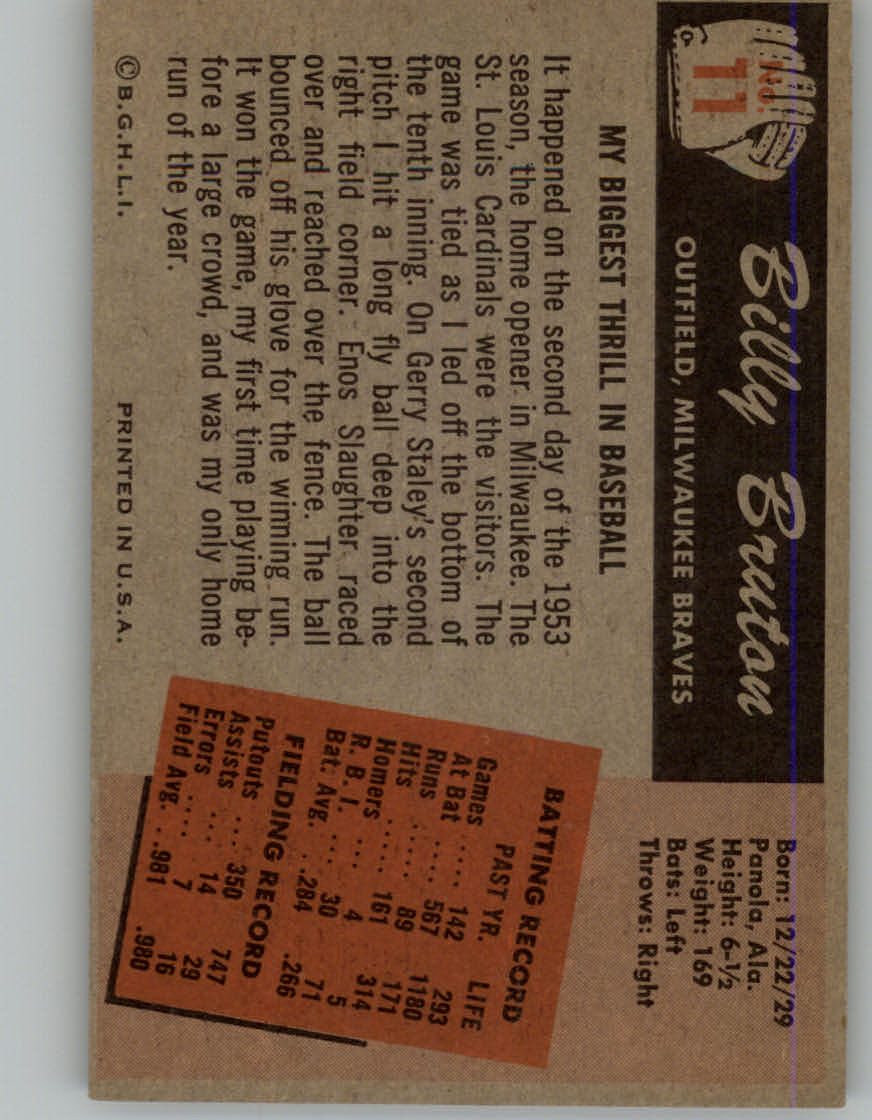 No.
11
Billy Bruton
OUTFIELD, MILWAUKEE BRAVES
Born: 12/22/29
Panola, Ala.
Height: 6-1/2
Weight: 169
Bats: Left
Throws: Right
MY BIGGEST THRILL IN BASEBALL
It happened on the second day of the 1953
season, the home opener in Milwaukee. The
St. Louis Cardinals were the visitors. The
game was tied as I led off the bottom of
the tenth inning. On Gerry Staley's second
pitch I hit a long fly ball deep into the
right field corner. Enos Slaughter raced
over and reached over the fence. The ball
bounced off his glove for the winning run.
It won the game, my first time playing be-
fore a large crowd, and was my only home
run of the year.
BATTING RECORD
PAST YR. LIFE
Games .... 142 293
At Bat .... 567 1180
Runs ..... 89 171
Hits ..... 161 314
Homers ... 4 5
R. B. I. ... 30 71
Bat. Avg. . .284 .266
FIELDING RECORD
Putouts ... 350 747
Assists ... 14 29
Errors .... 7 16
Field Avg. . .981 .980
©B.G.H.L.I. PRINTED IN U.S.A.